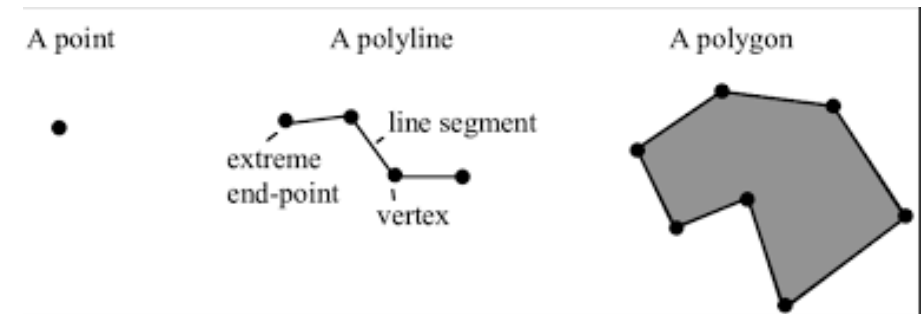 A point
A polyline
A polygon
line segment
extreme
end-point
vertex